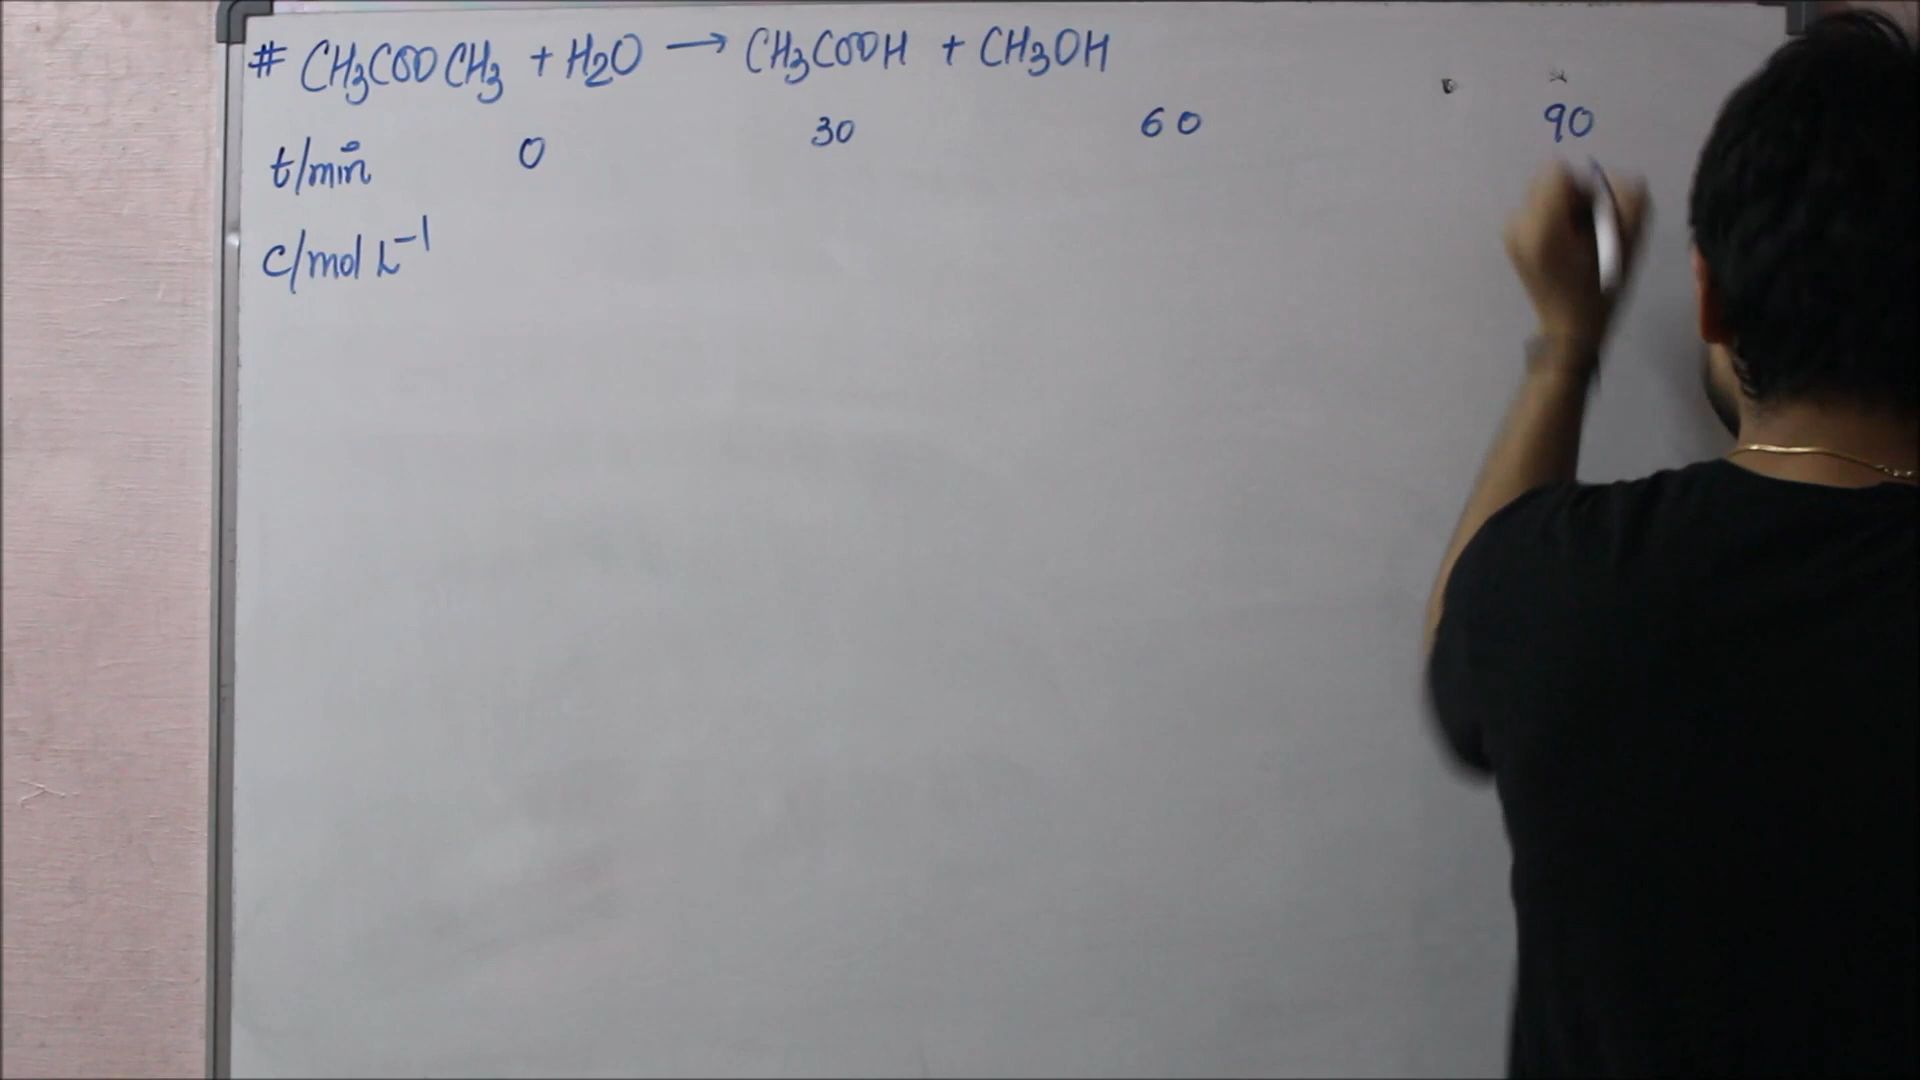 # CH3COOCH3 + H2O → CH3COOH + CH3OH
t/min 0 30 60 90
c/mol L⁻¹